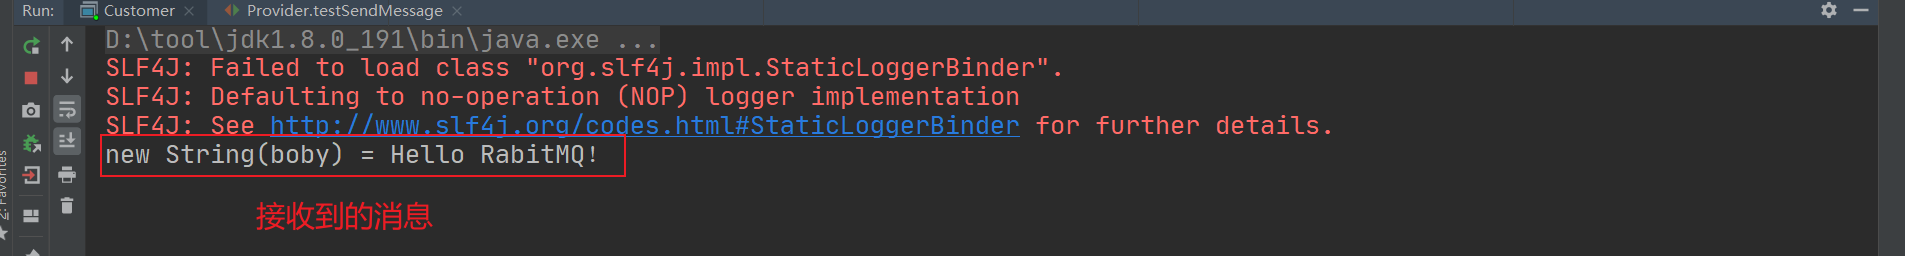 Run: Customer × Provider.testSendMessage ×
D:\tool\jdk1.8.0_191\bin\java.exe ...
SLF4J: Failed to load class "org.slf4j.impl.StaticLoggerBinder".
SLF4J: Defaulting to no-operation (NOP) logger implementation
SLF4J: See http://www.slf4j.org/codes.html#StaticLoggerBinder for further details.
new String(boby) = Hello RabitMQ!
接收到的消息
2: Favorites